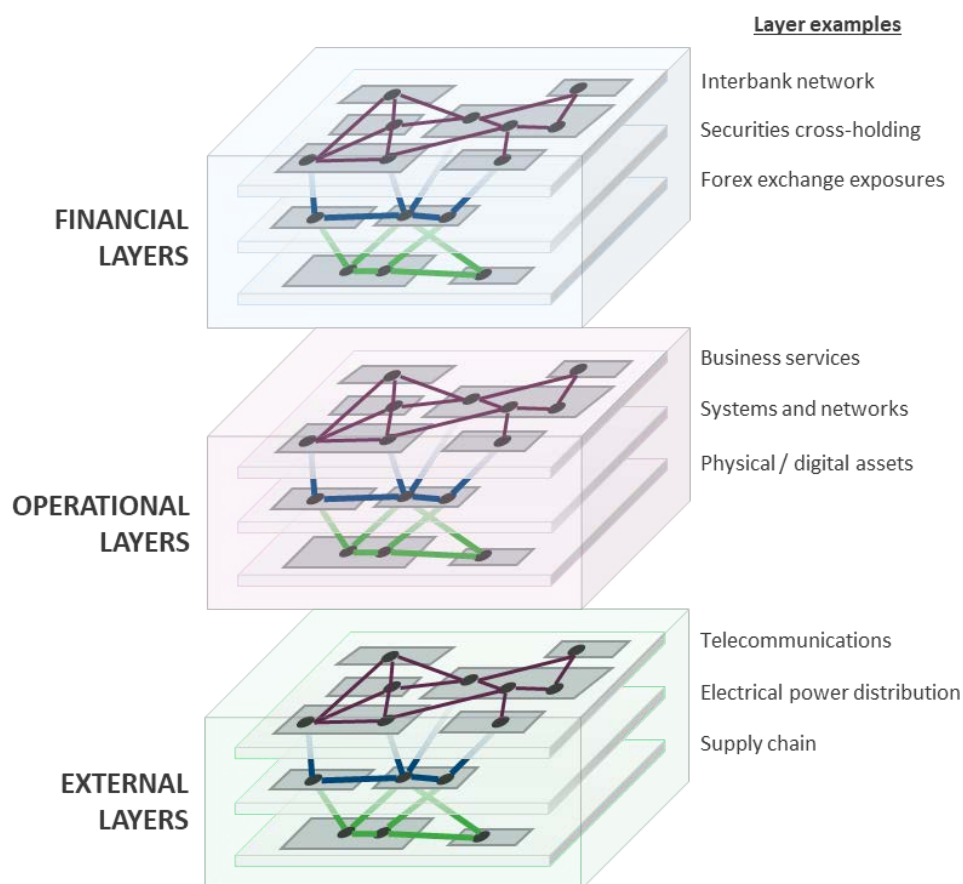 Layer examples
Interbank network
Securities cross-holding
Forex exchange exposures
FINANCIAL
LAYERS
Business services
Systems and networks
Physical / digital assets
OPERATIONAL
LAYERS
Telecommunications
Electrical power distribution
Supply chain
EXTERNAL
LAYERS